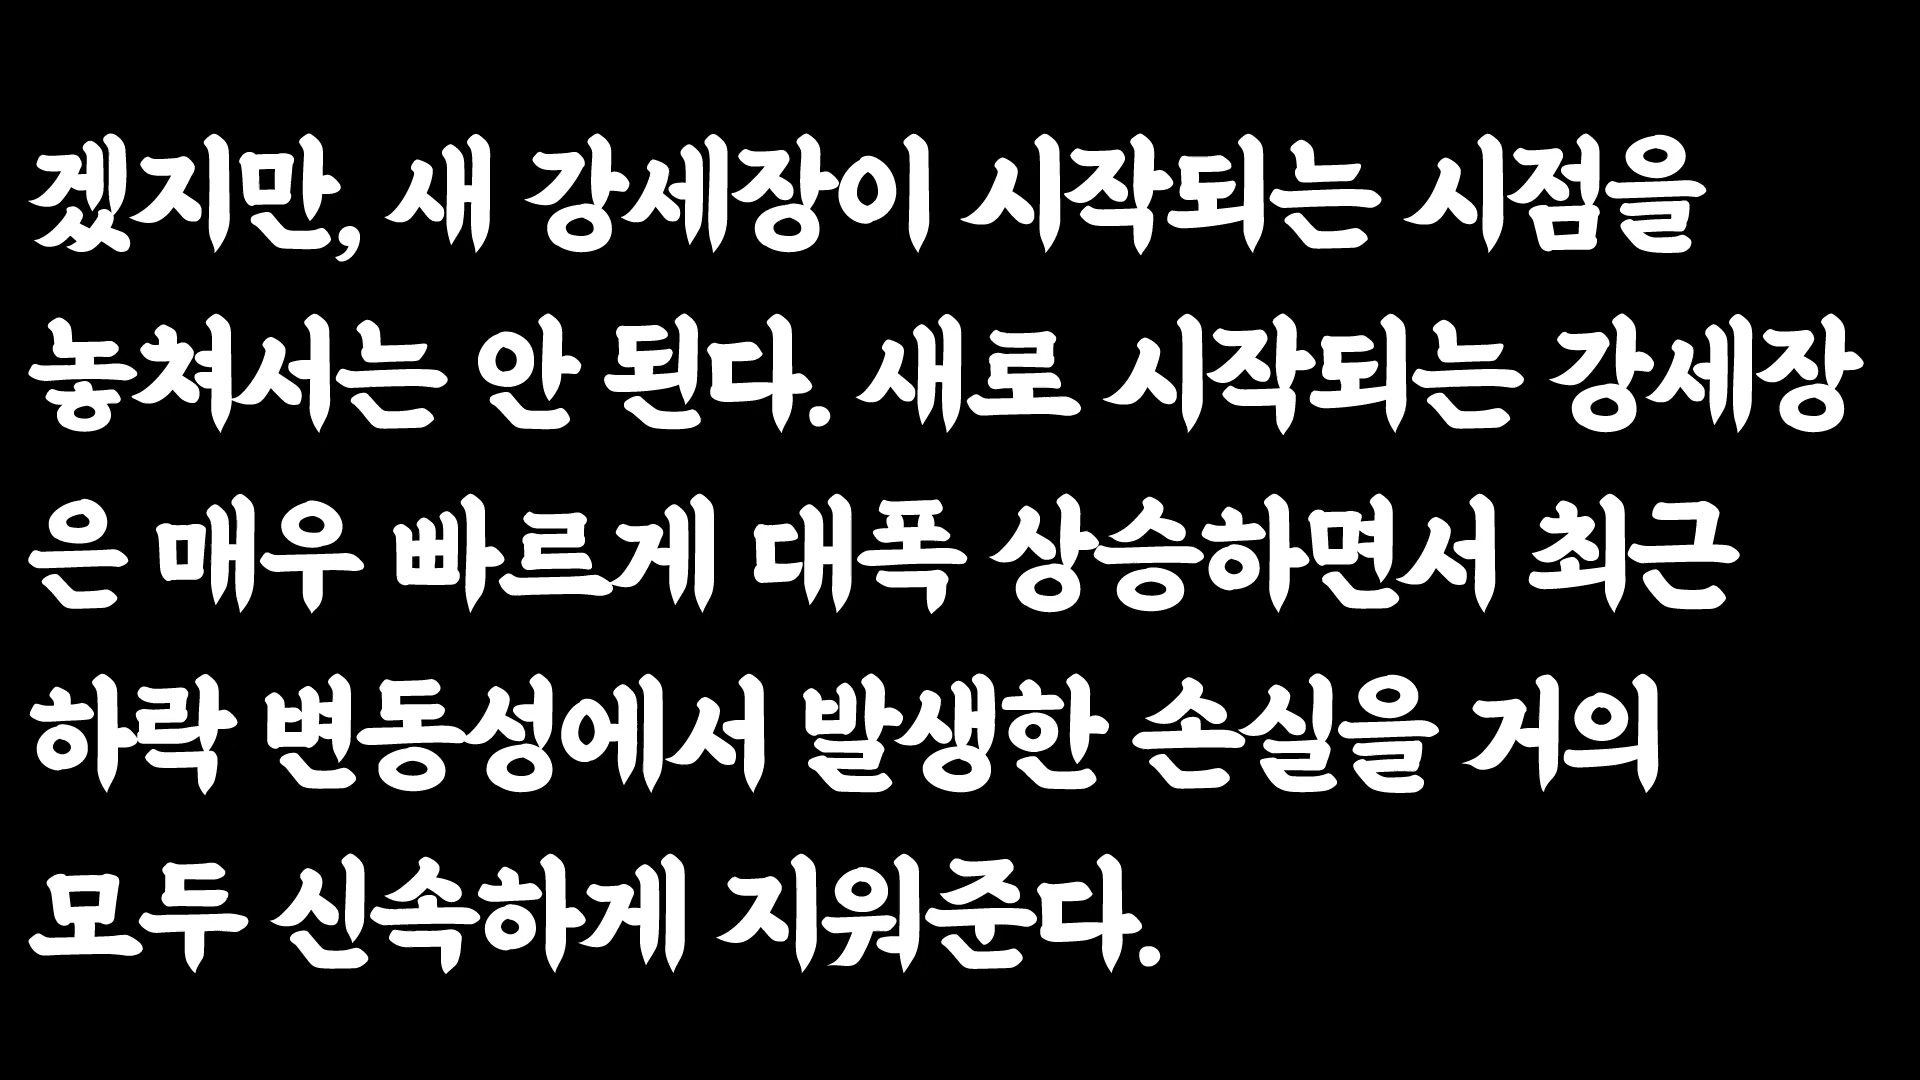 겠지만, 새 강세장이 시작되는 시점을
놓쳐서는 안 된다. 새로 시작되는 강세장
은 매우 빠르게 대폭 상승하면서 최근
하락 변동성에서 발생한 손실을 거의
모두 신속하게 지워준다.